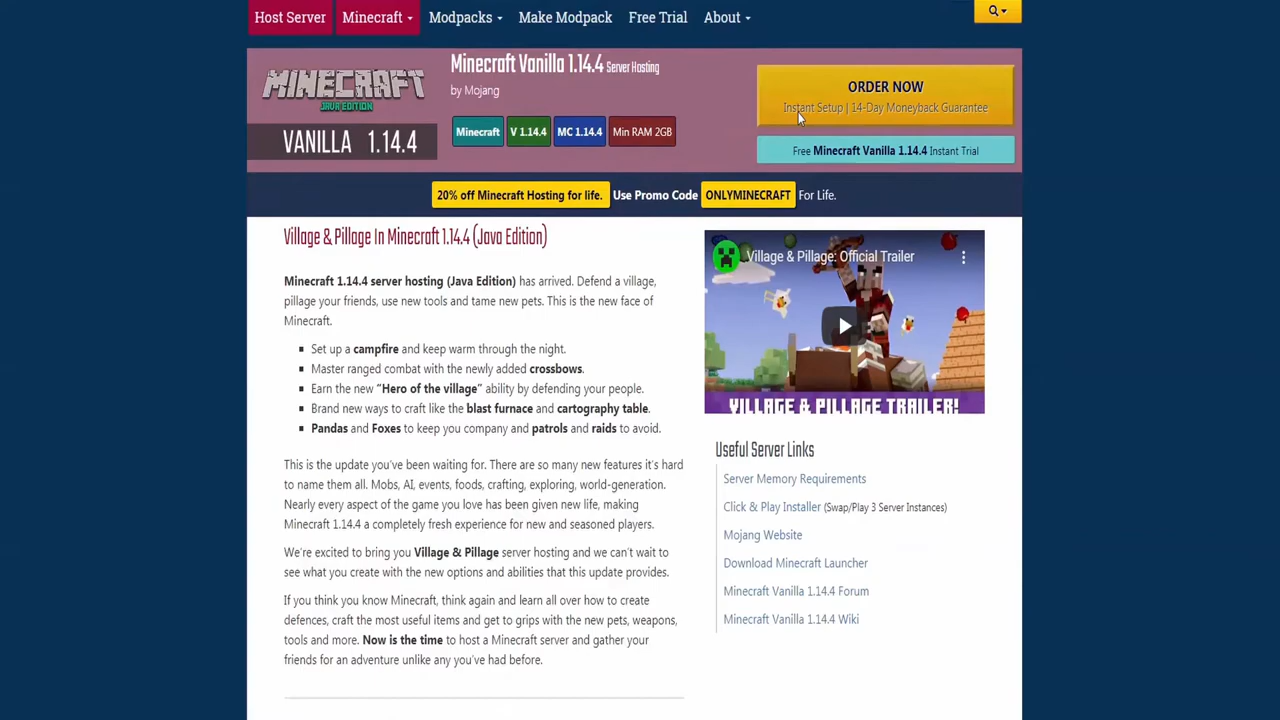 Host Server Minecraft Modpacks Make Modpack Free Trial About
MINECRAFT
JAVA EDITION
VANILLA 1.14.4
Minecraft Vanilla 1.14.4 Server Hosting
by Mojang
Minecraft V 1.14.4 MC 1.14.4 Min RAM 2GB
ORDER NOW
Instant Setup | 14-Day Moneyback Guarantee
Free Minecraft Vanilla 1.14.4 Instant Trial
20% off Minecraft Hosting for life. Use Promo Code ONLYMINECRAFT For Life.
Village & Pillage In Minecraft 1.14.4 (Java Edition)
Minecraft 1.14.4 server hosting (Java Edition) has arrived. Defend a village,
pillage your friends, use new tools and tame new pets. This is the new face of
Minecraft.
Set up a campfire and keep warm through the night.
Master ranged combat with the newly added crossbows.
Earn the new “Hero of the village” ability by defending your people.
Brand new ways to craft like the blast furnace and cartography table.
Pandas and Foxes to keep you company and patrols and raids to avoid.
This is the update you’ve been waiting for. There are so many new features it’s hard
to name them all. Mobs, AI, events, foods, crafting, exploring, world-generation.
Nearly every aspect of the game you love has been given new life, making
Minecraft 1.14.4 a completely fresh experience for new and seasoned players.
We’re excited to bring you Village & Pillage server hosting and we can’t wait to
see what you create with the new options and abilities that this update provides.
If you think you know Minecraft, think again and learn all over how to create
defences, craft the most useful items and get to grips with the new pets, weapons,
tools and more. Now is the time to host a Minecraft server and gather your
friends for an adventure unlike any you’ve had before.
Village & Pillage: Official Trailer
VILLAGE & PILLAGE TRAILER!
Useful Server Links
Server Memory Requirements
Click & Play Installer (Swap/Play 3 Server Instances)
Mojang Website
Download Minecraft Launcher
Minecraft Vanilla 1.14.4 Forum
Minecraft Vanilla 1.14.4 Wiki